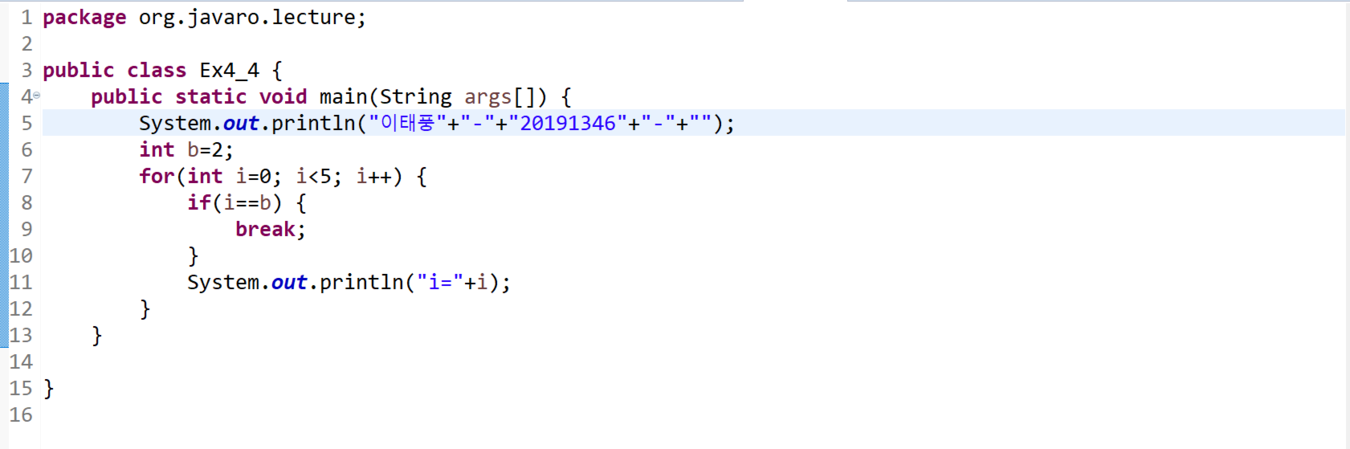 1 package org.javaro.lecture;
2
3 public class Ex4_4 {
4 public static void main(String args[]) {
5 System.out.println("이태풍"+"-"+"20191346"+"-"+"");
6 int b=2;
7 for(int i=0; i<5; i++) {
8 if(i==b) {
9 break;
10 }
11 System.out.println("i="+i);
12 }
13 }
14
15 }
16